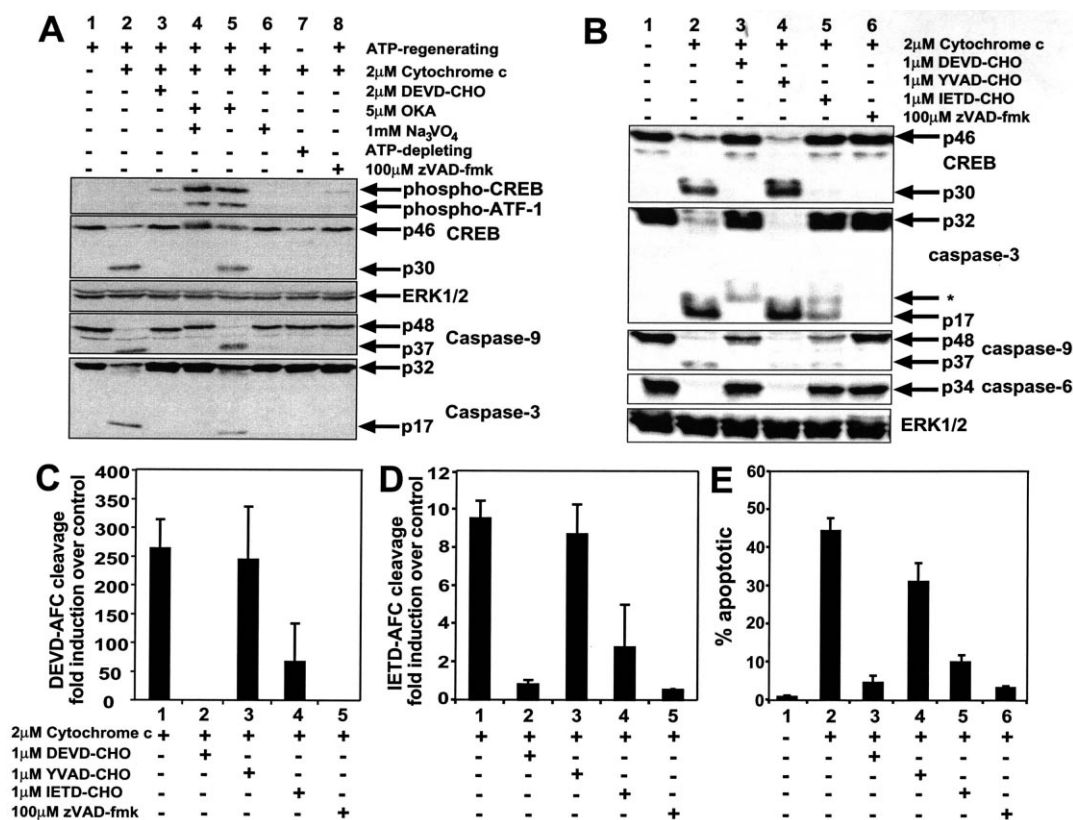 A
1 2 3 4 5 6 7 8
+ + + + + + - + ATP-regenerating
- + + + + + + + 2µM Cytochrome c
- - + - - - - - 2µM DEVD-CHO
- - - + + - - - 5µM OKA
- - - + - + - - 1mM Na3VO4
- - - - - - + - ATP-depleting
- - - - - - - + 100µM zVAD-fmk
phospho-CREB
phospho-ATF-1
p46 CREB
p30
ERK1/2
p48 Caspase-9
p37
p32
Caspase-3
p17
B
1 2 3 4 5 6
- + + + + + 2µM Cytochrome c
- - + - - - 1µM DEVD-CHO
- - - + - - 1µM YVAD-CHO
- - - - + - 1µM IETD-CHO
- - - - - + 100µM zVAD-fmk
p46
CREB
p30
p32
caspase-3
*
p17
p48
caspase-9
p37
p34 caspase-6
ERK1/2
C
DEVD-AFC cleavage
fold induction over control
400
350
300
250
200
150
100
50
0
1 2 3 4 5
2µM Cytochrome c + + + + +
1µM DEVD-CHO - + - - -
1µM YVAD-CHO - - + - -
1µM IETD-CHO - - - + -
100µM zVAD-fmk - - - - +
D
IETD-AFC cleavage
fold induction over control
12
10
8
6
4
2
0
1 2 3 4 5
+ + + + +
- + - - -
- - + - -
- - - + -
- - - - +
E
% apoptotic
60
50
40
30
20
10
0
1 2 3 4 5 6
- + + + + +
- - + - - -
- - - + - -
- - - - + -
- - - - - +